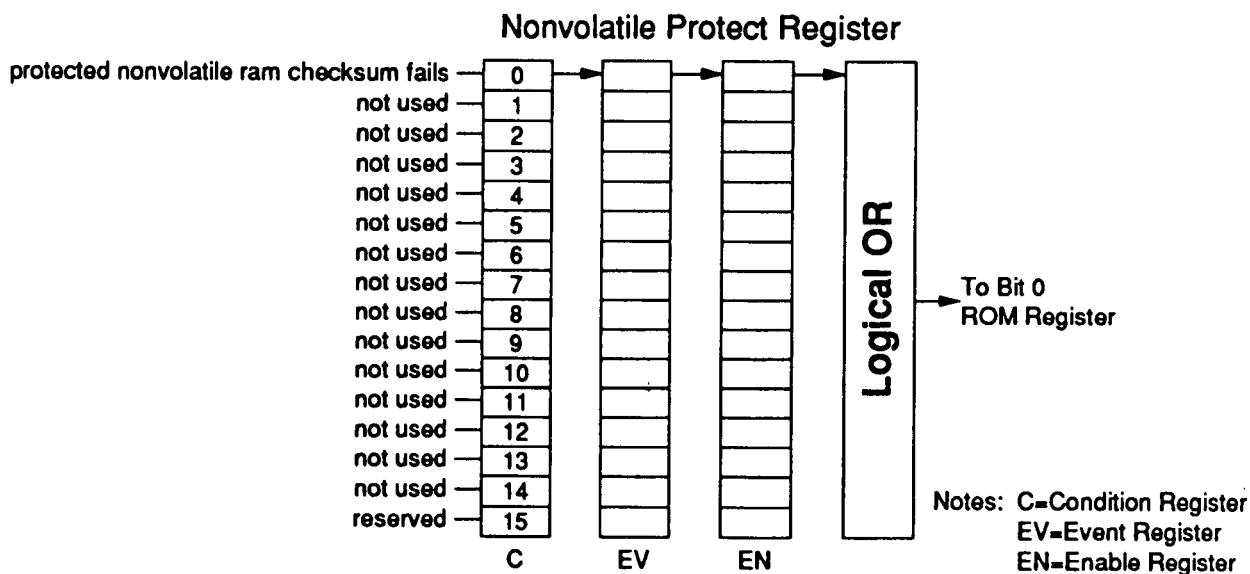 Nonvolatile Protect Register
protected nonvolatile ram checksum fails 0
not used 1
not used 2
not used 3
not used 4
not used 5
not used 6
not used 7
not used 8
not used 9
not used 10
not used 11
not used 12
not used 13
not used 14
reserved 15
C EV EN
Logical OR
To Bit 0
ROM Register
Notes: C=Condition Register
EV=Event Register
EN=Enable Register